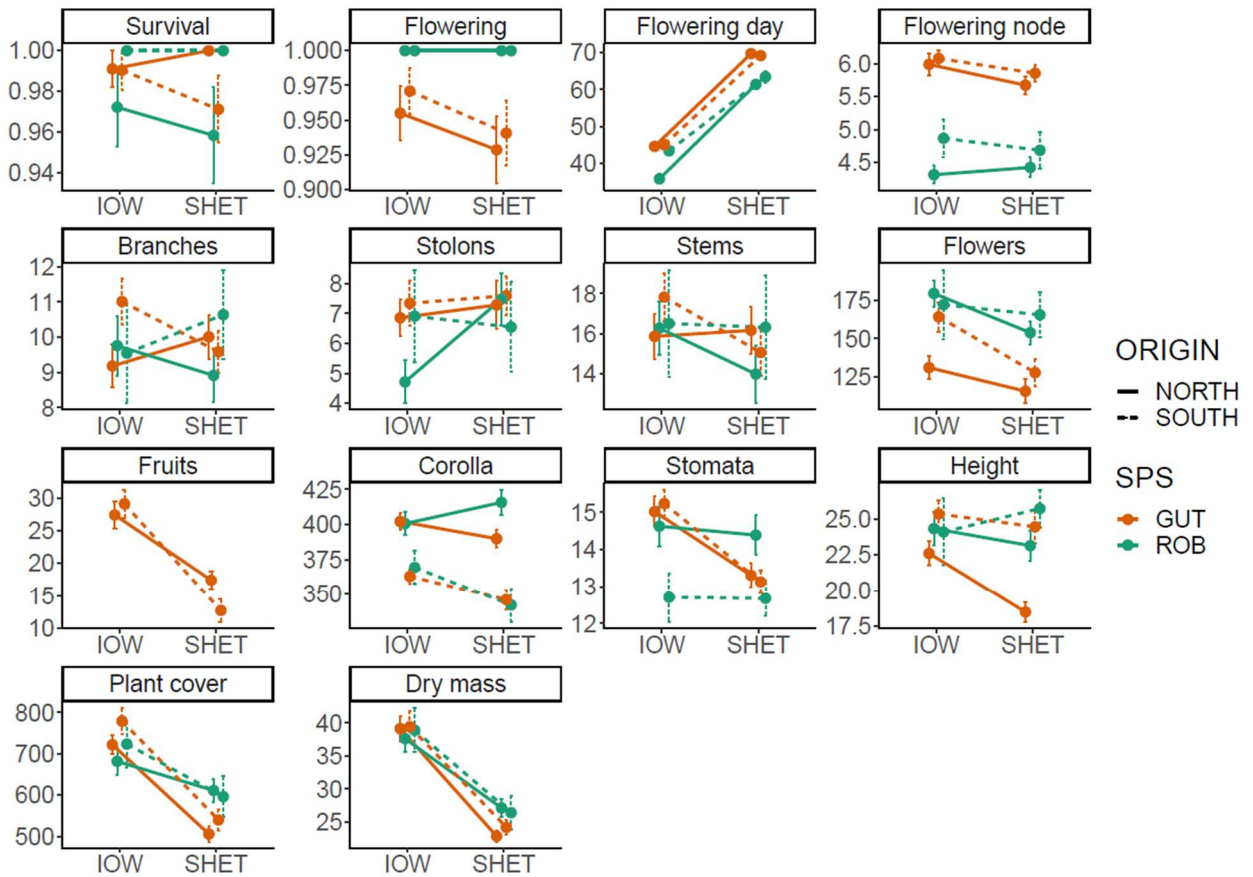 Survival
Flowering
Flowering day
Flowering node
1.00
0.98
0.96
0.94
IOW SHET
1.000
0.975
0.950
0.925
0.900
IOW SHET
70
60
50
40
IOW SHET
6.0
5.5
5.0
4.5
IOW SHET
Branches
Stolons
Stems
Flowers
12
11
10
9
8
IOW SHET
8
7
6
5
4
IOW SHET
18
16
14
IOW SHET
175
150
125
IOW SHET
Fruits
Corolla
Stomata
Height
30
25
20
15
10
IOW SHET
425
400
375
350
IOW SHET
15
14
13
12
IOW SHET
25.0
22.5
20.0
17.5
IOW SHET
Plant cover
Dry mass
800
700
600
500
IOW SHET
40
35
30
25
IOW SHET
ORIGIN
NORTH
SOUTH
SPS
GUT
ROB